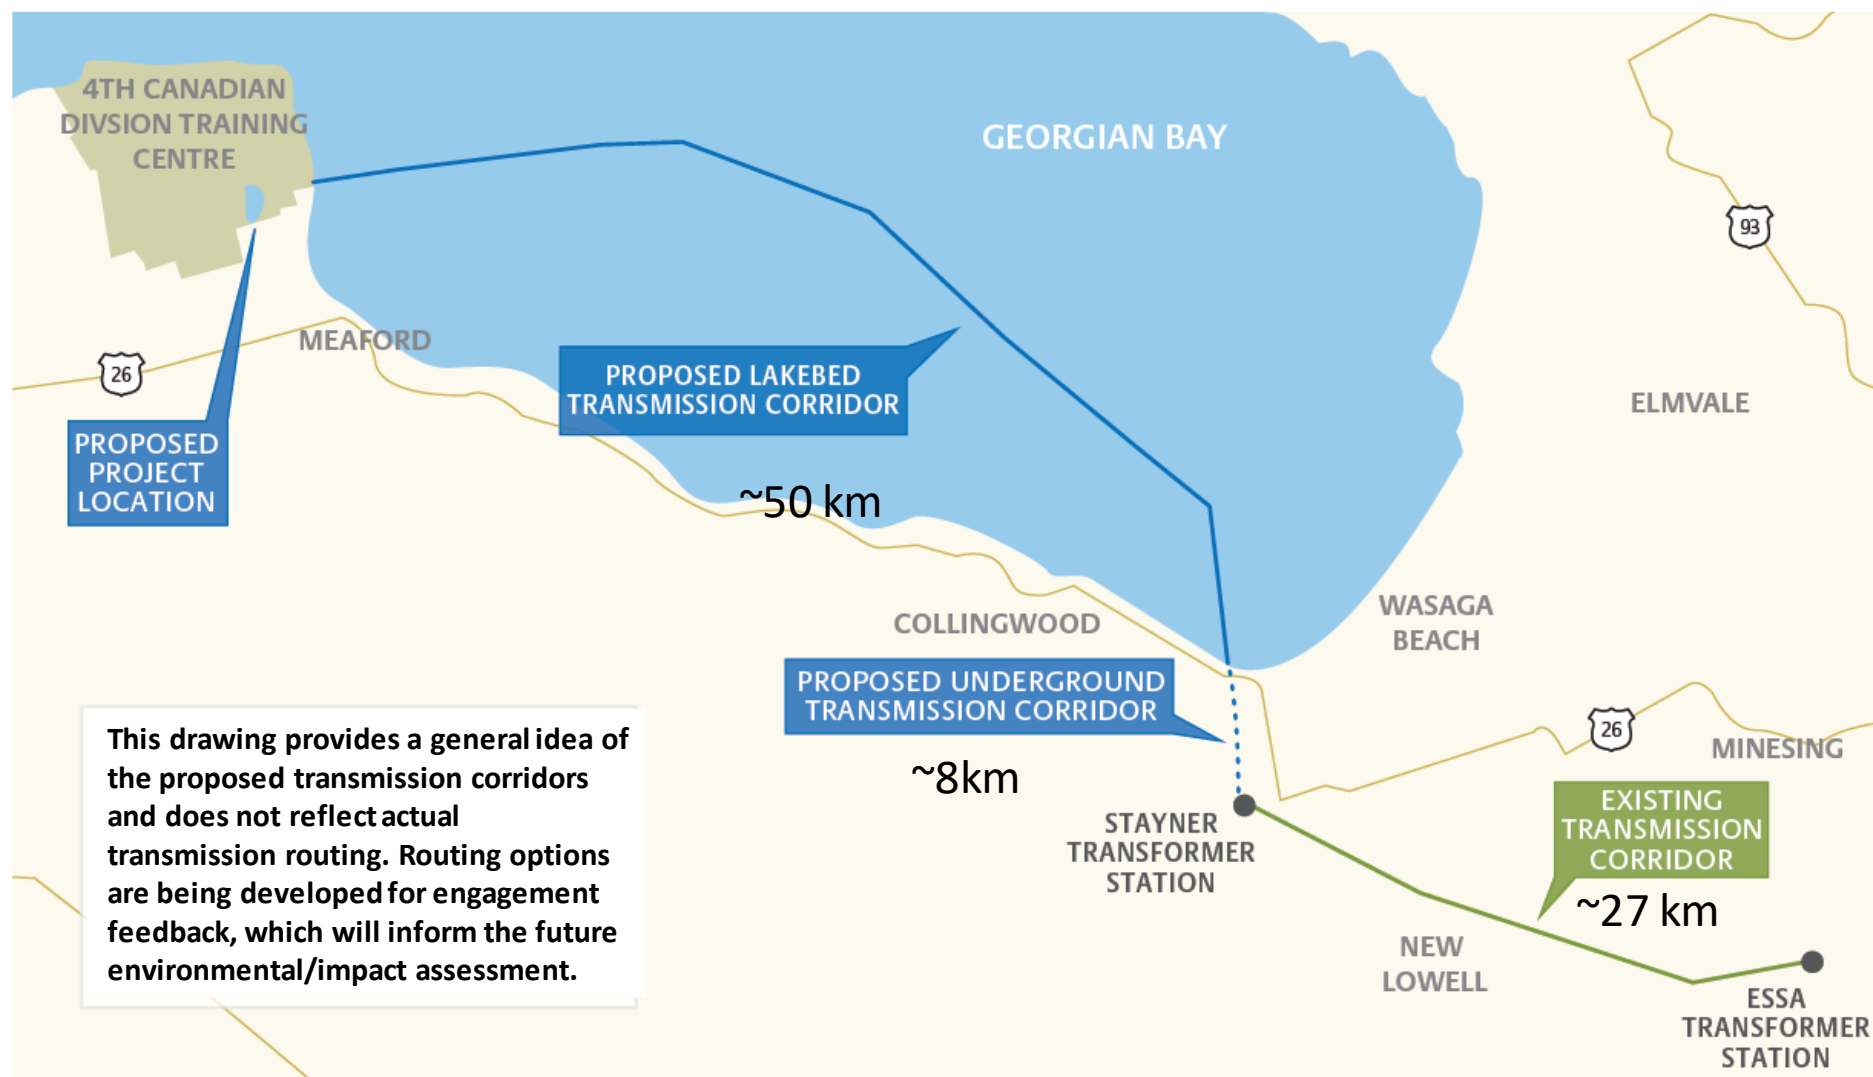 4TH CANADIAN
DIVSION TRAINING
CENTRE
GEORGIAN BAY
93
MEAFORD
26
PROPOSED LAKEBED
TRANSMISSION CORRIDOR
ELMVALE
PROPOSED
PROJECT
LOCATION
~50 km
COLLINGWOOD
WASAGA
BEACH
PROPOSED UNDERGROUND
TRANSMISSION CORRIDOR
~8km
26
MINESING
This drawing provides a general idea of
the proposed transmission corridors
and does not reflect actual
transmission routing. Routing options
are being developed for engagement
feedback, which will inform the future
environmental/impact assessment.
STAYNER
TRANSFORMER
STATION
EXISTING
TRANSMISSION
CORRIDOR
~27 km
NEW
LOWELL
ESSA
TRANSFORMER
STATION